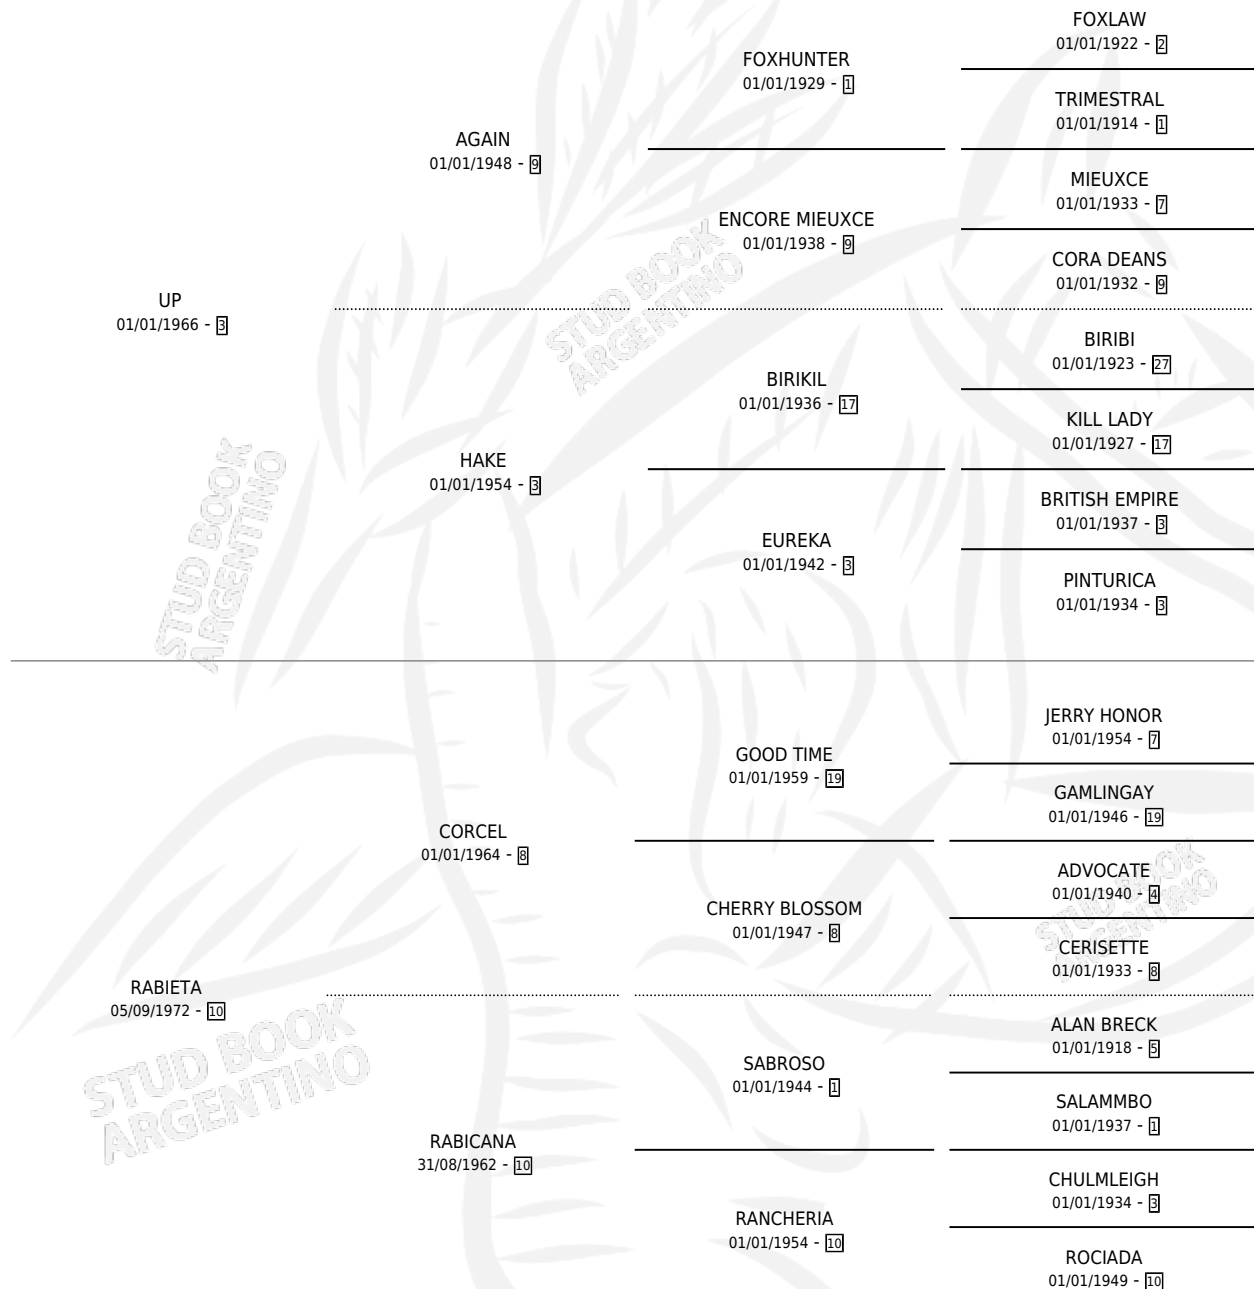 FOXLAW
01/01/1922 - 2
FOXHUNTER
01/01/1929 - 1
TRIMESTRAL
01/01/1914 - 1
AGAIN
01/01/1948 - 9
MIEUXCE
01/01/1933 - 7
ENCORE MIEUXCE
01/01/1938 - 9
CORA DEANS
01/01/1932 - 9
UP
01/01/1966 - 3
BIRIBI
01/01/1923 - 27
BIRIKIL
01/01/1936 - 17
KILL LADY
01/01/1927 - 17
HAKE
01/01/1954 - 3
BRITISH EMPIRE
01/01/1937 - 3
EUREKA
01/01/1942 - 3
PINTURICA
01/01/1934 - 3
JERRY HONOR
01/01/1954 - 7
GOOD TIME
01/01/1959 - 19
GAMLINGAY
01/01/1946 - 19
CORCEL
01/01/1964 - 8
ADVOCATE
01/01/1940 - 4
CHERRY BLOSSOM
01/01/1947 - 8
CERISETTE
01/01/1933 - 8
RABIETA
05/09/1972 - 10
ALAN BRECK
01/01/1918 - 5
SABROSO
01/01/1944 - 1
SALAMMBO
01/01/1937 - 1
RABICANA
31/08/1962 - 10
CHULMLEIGH
01/01/1934 - 3
RANCHERIA
01/01/1954 - 10
ROCIADA
01/01/1949 - 10
STUD BOOK
ARGENTINO
STUD BOOK
ARGENTINO
STUD BOOK
ARGENTINO
STUD BOOK
ARGENTINO